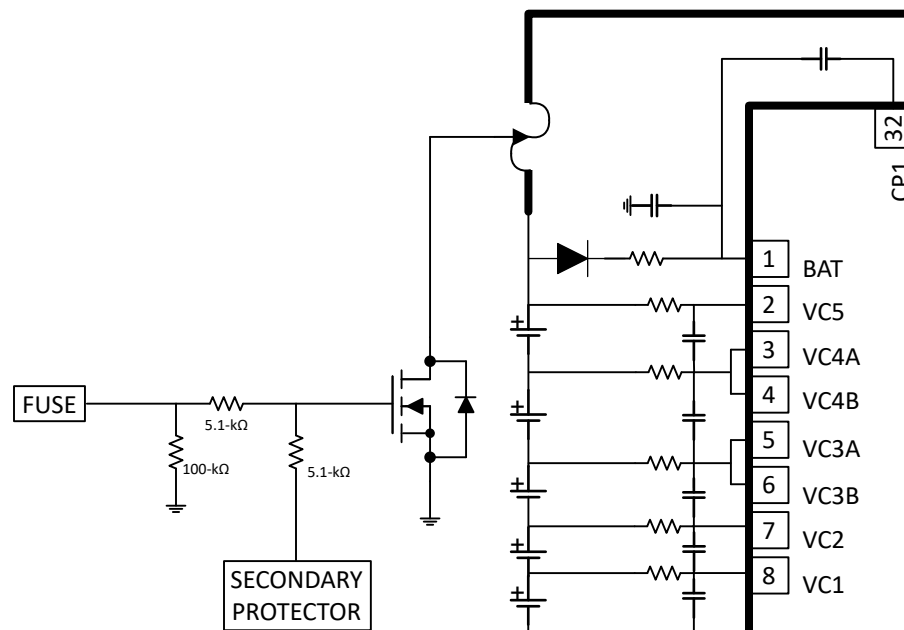 32
CP1
1 BAT
2 VC5
3 VC4A
4 VC4B
5 VC3A
6 VC3B
7 VC2
8 VC1
+
+
+
+
+
FUSE
5.1-kΩ
100-kΩ
5.1-kΩ
SECONDARY
PROTECTOR